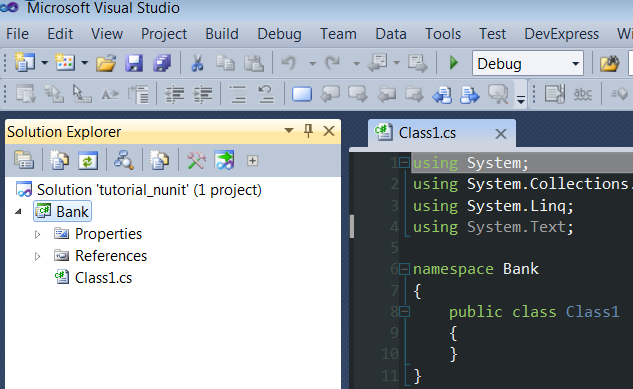 Microsoft Visual Studio
File Edit View Project Build Debug Team Data Tools Test DevExpress
Debug
Solution Explorer
Solution 'tutorial_nunit' (1 project)
Bank
Properties
References
Class1.cs
Class1.cs
1 using System;
2 using System.Collections.
3 using System.Linq;
4 using System.Text;
5
6 namespace Bank
7 {
8 public class Class1
9 {
10 }
11 }